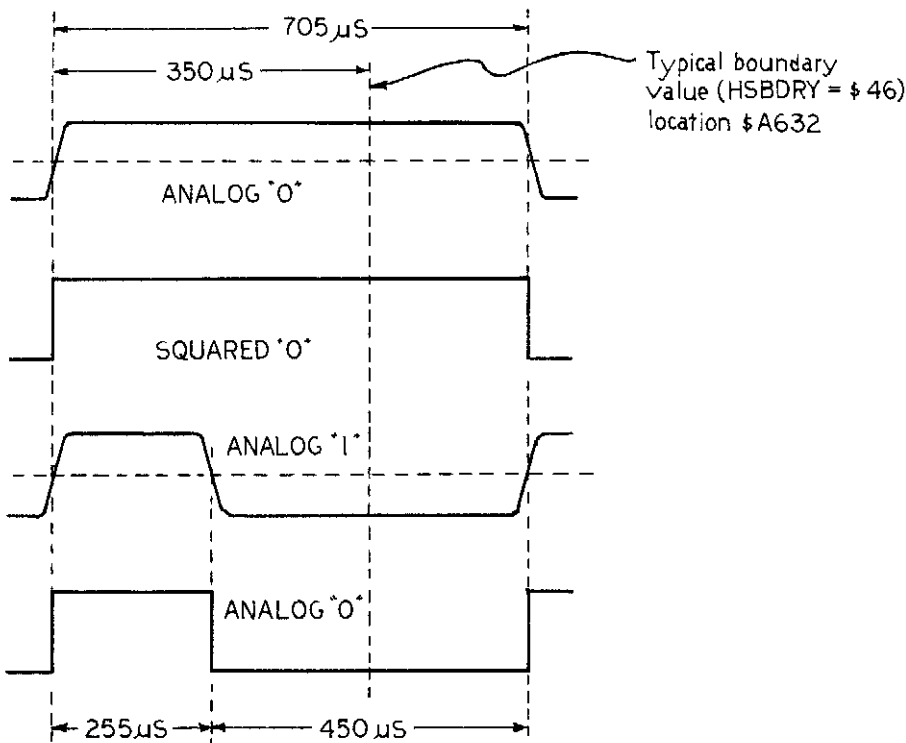 705 µS
350 µS
Typical boundary
value (HSBDRY = $46)
location $A632
ANALOG "0"
SQUARED "0"
ANALOG "1"
ANALOG "0"
255 µS
450 µS